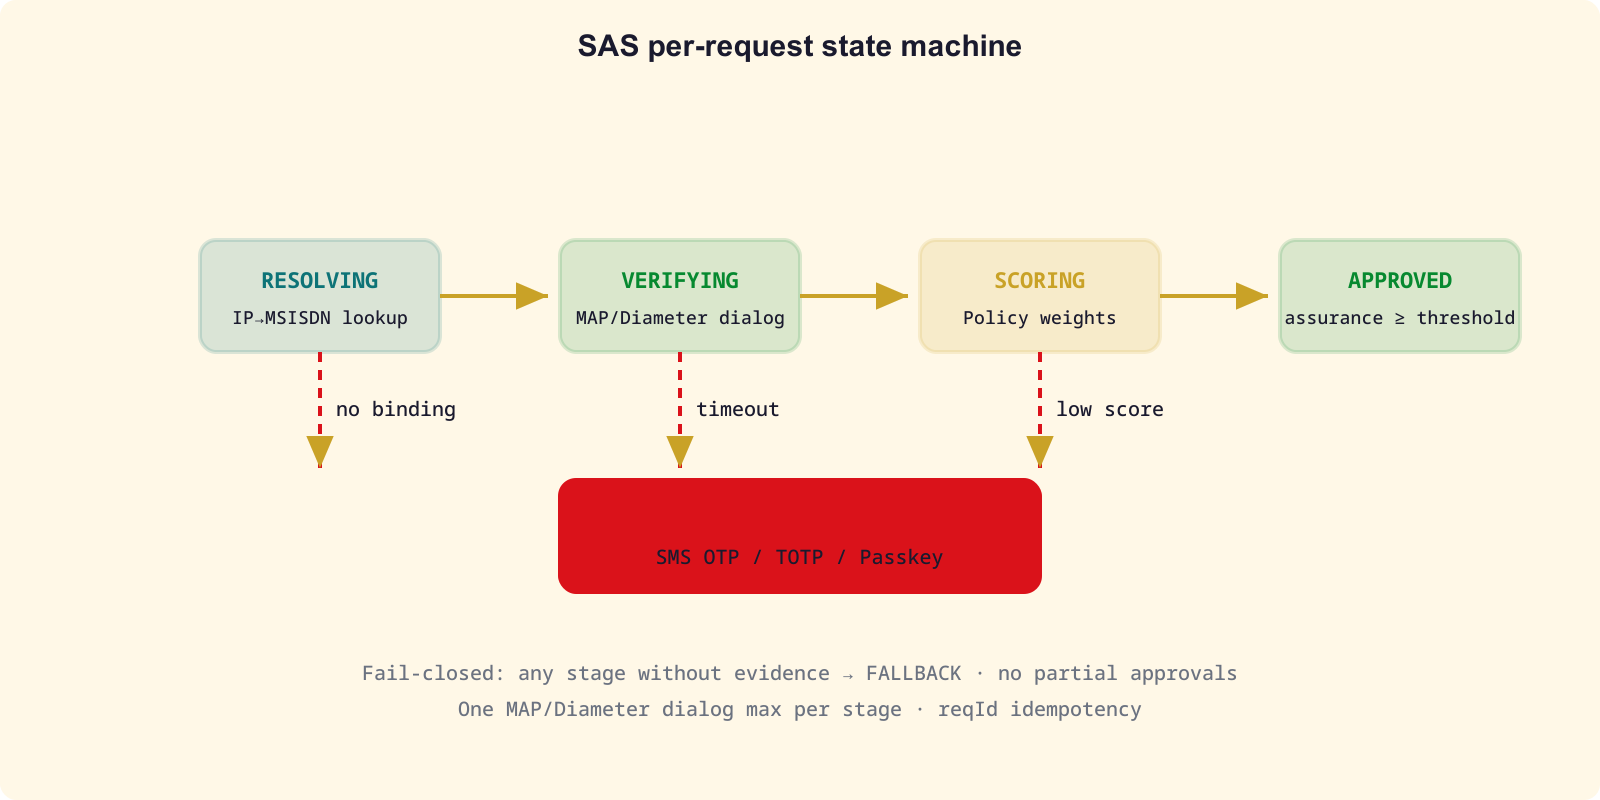 SAS per-request state machine
RESOLVING
IP→MSISDN lookup
VERIFYING
MAP/Diameter dialog
SCORING
Policy weights
APPROVED
assurance ≥ threshold
no binding
timeout
low score
SMS OTP / TOTP / Passkey
Fail-closed: any stage without evidence → FALLBACK · no partial approvals
One MAP/Diameter dialog max per stage · reqId idempotency